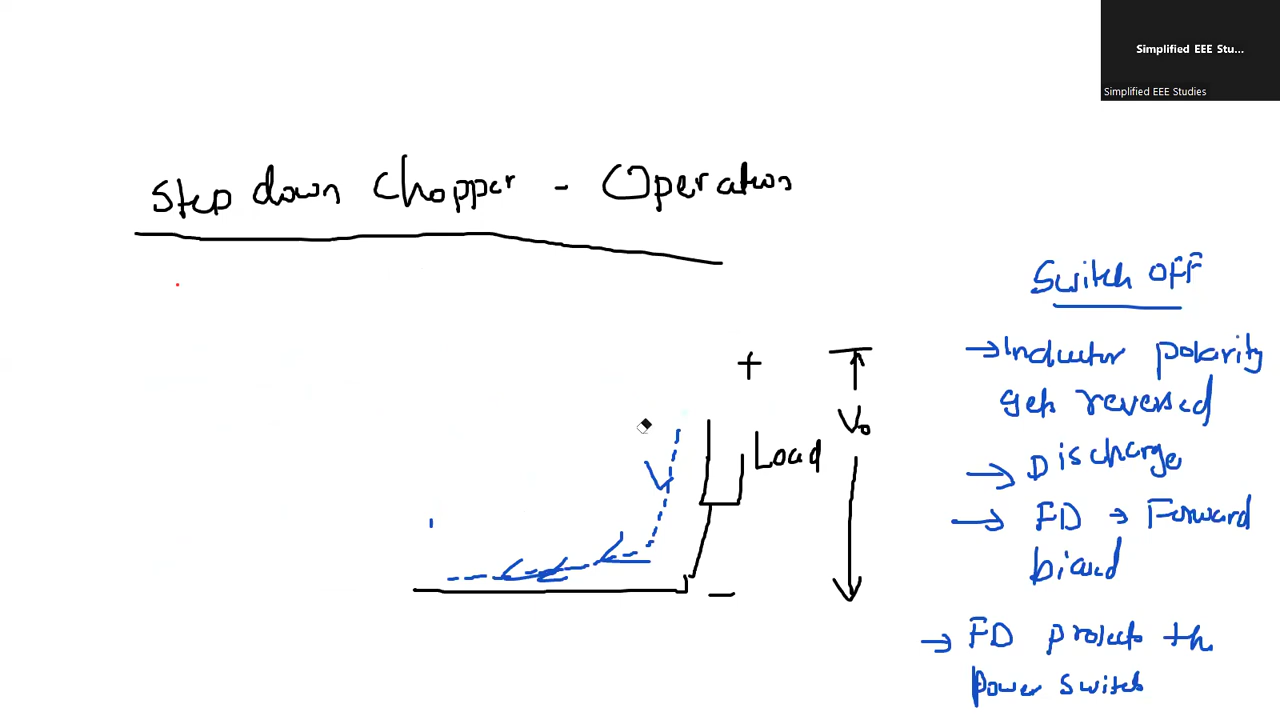 Simplified EEE Stu...
Simplified EEE Studies
Step down Chopper - Operation
Switch OFF
→ Inductor polarity
get reversed
→ Discharge
→ FD → Forward
biased
→ FD protects the
power switch
+
Vo
Load
-